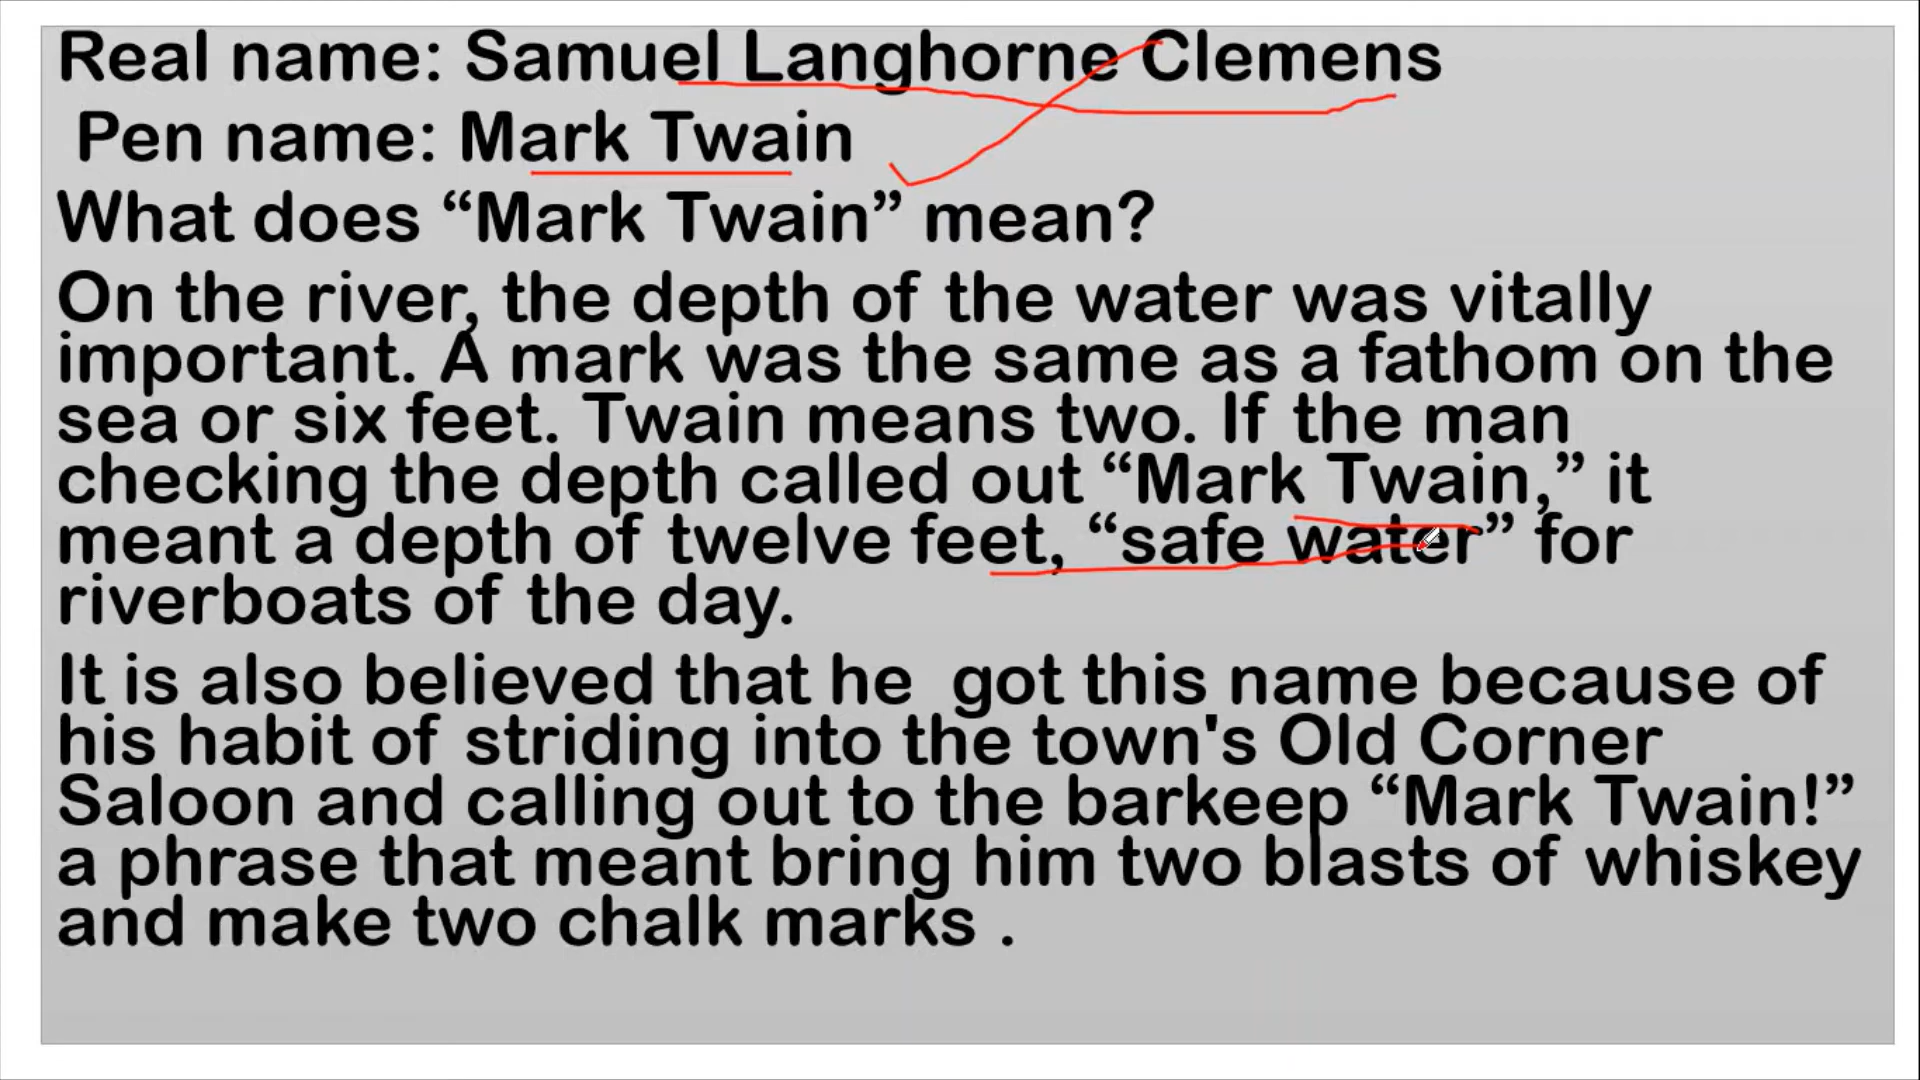 Real name: Samuel Langhorne Clemens
Pen name: Mark Twain
What does “Mark Twain” mean?
On the river, the depth of the water was vitally
important. A mark was the same as a fathom on the
sea or six feet. Twain means two. If the man
checking the depth called out “Mark Twain,” it
meant a depth of twelve feet, “safe water” for
riverboats of the day.
It is also believed that he  got this name because of
his habit of striding into the town's Old Corner
Saloon and calling out to the barkeep “Mark Twain!”
a phrase that meant bring him two blasts of whiskey
and make two chalk marks .